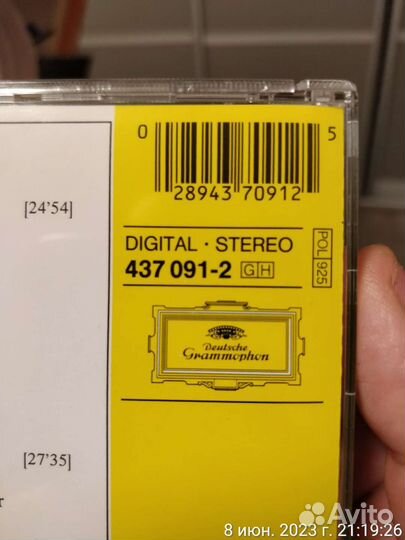 0 5
28943 70912
[24'54]
DIGITAL · STEREO
437 091-2 GH
POL 925
Deutsche
Grammophon
[27'35]
r
8 июн. 2023 г. 21:19:26
Avito